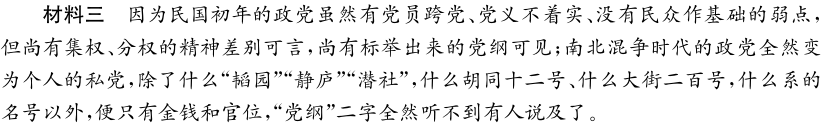 材料三　因为民国初年的政党虽然有党员跨党、党义不着实、没有民众作基础的弱点，
但尚有集权、分权的精神差别可言，尚有标举出来的党纲可见；南北混争时代的政党全然变
为个人的私党，除了什么“韬园”“静庐”“潜社”，什么胡同十二号、什么大街二百号，什么系的
名号以外，便只有金钱和官位，“党纲”二字全然听不到有人说及了。